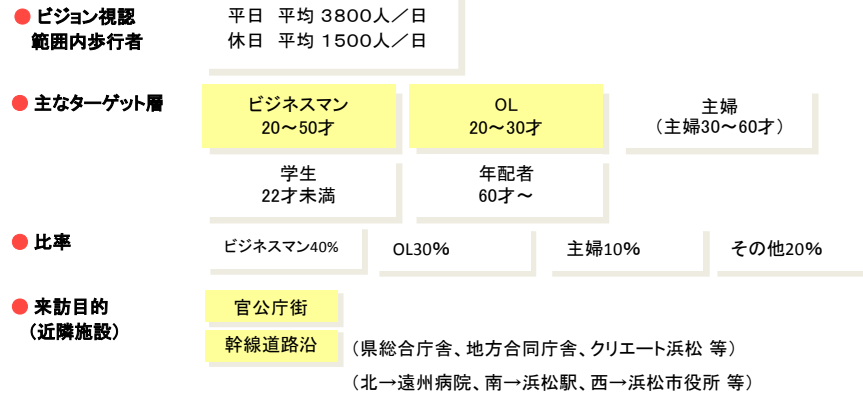 ● ビジョン視認
範囲内歩行者
平日 平均 3800人／日
休日 平均 1500人／日
● 主なターゲット層
ビジネスマン
20～50才
OL
20～30才
主婦
（主婦30～60才）
学生
22才未満
年配者
60才～
● 比率
ビジネスマン40%
OL30%
主婦10%
その他20%
● 来訪目的
（近隣施設）
官公庁街
幹線道路沿
（県総合庁舎、地方合同庁舎、クリエート浜松 等）
（北→遠州病院、南→浜松駅、西→浜松市役所 等）